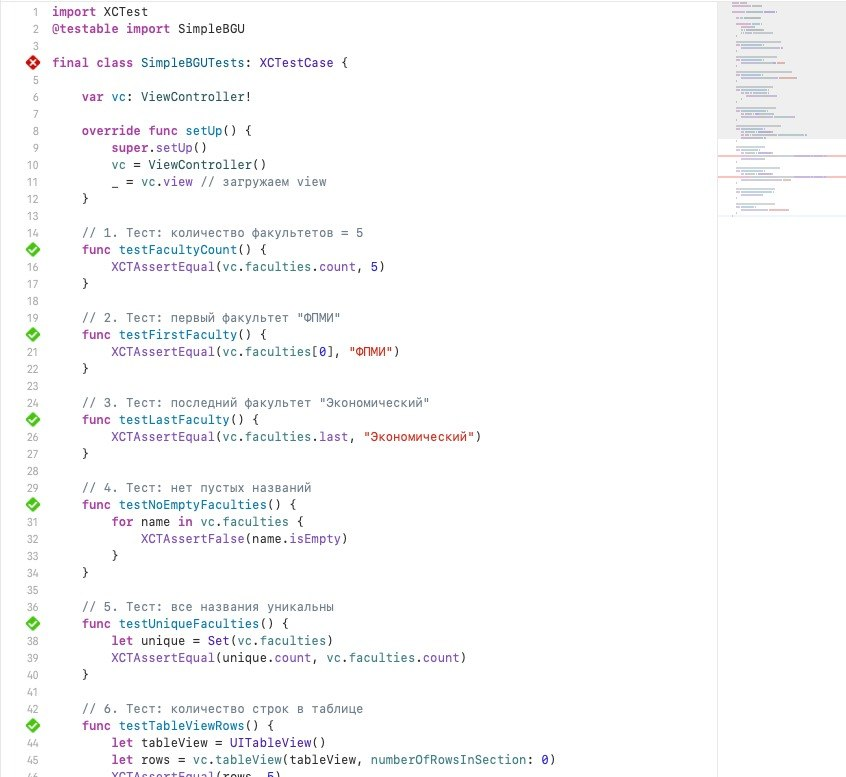 1 import XCTest
2 @testable import SimpleBGU
3
final class SimpleBGUTests: XCTestCase {
5
6 var vc: ViewController!
7
8 override func setUp() {
9 super.setUp()
10 vc = ViewController()
11 _ = vc.view // загружаем view
12 }
13
14 // 1. Тест: количество факультетов = 5
func testFacultyCount() {
16 XCTAssertEqual(vc.faculties.count, 5)
17 }
18
19 // 2. Тест: первый факультет "ФПМИ"
func testFirstFaculty() {
21 XCTAssertEqual(vc.faculties[0], "ФПМИ")
22 }
23
24 // 3. Тест: последний факультет "Экономический"
func testLastFaculty() {
26 XCTAssertEqual(vc.faculties.last, "Экономический")
27 }
28
29 // 4. Тест: нет пустых названий
func testNoEmptyFaculties() {
31 for name in vc.faculties {
32 XCTAssertFalse(name.isEmpty)
33 }
34 }
35
36 // 5. Тест: все названия уникальны
func testUniqueFaculties() {
38 let unique = Set(vc.faculties)
39 XCTAssertEqual(unique.count, vc.faculties.count)
40 }
41
42 // 6. Тест: количество строк в таблице
func testTableViewRows() {
44 let tableView = UITableView()
45 let rows = vc.tableView(tableView, numberOfRowsInSection: 0)
46 XCTAssertEqual(rows, 5)